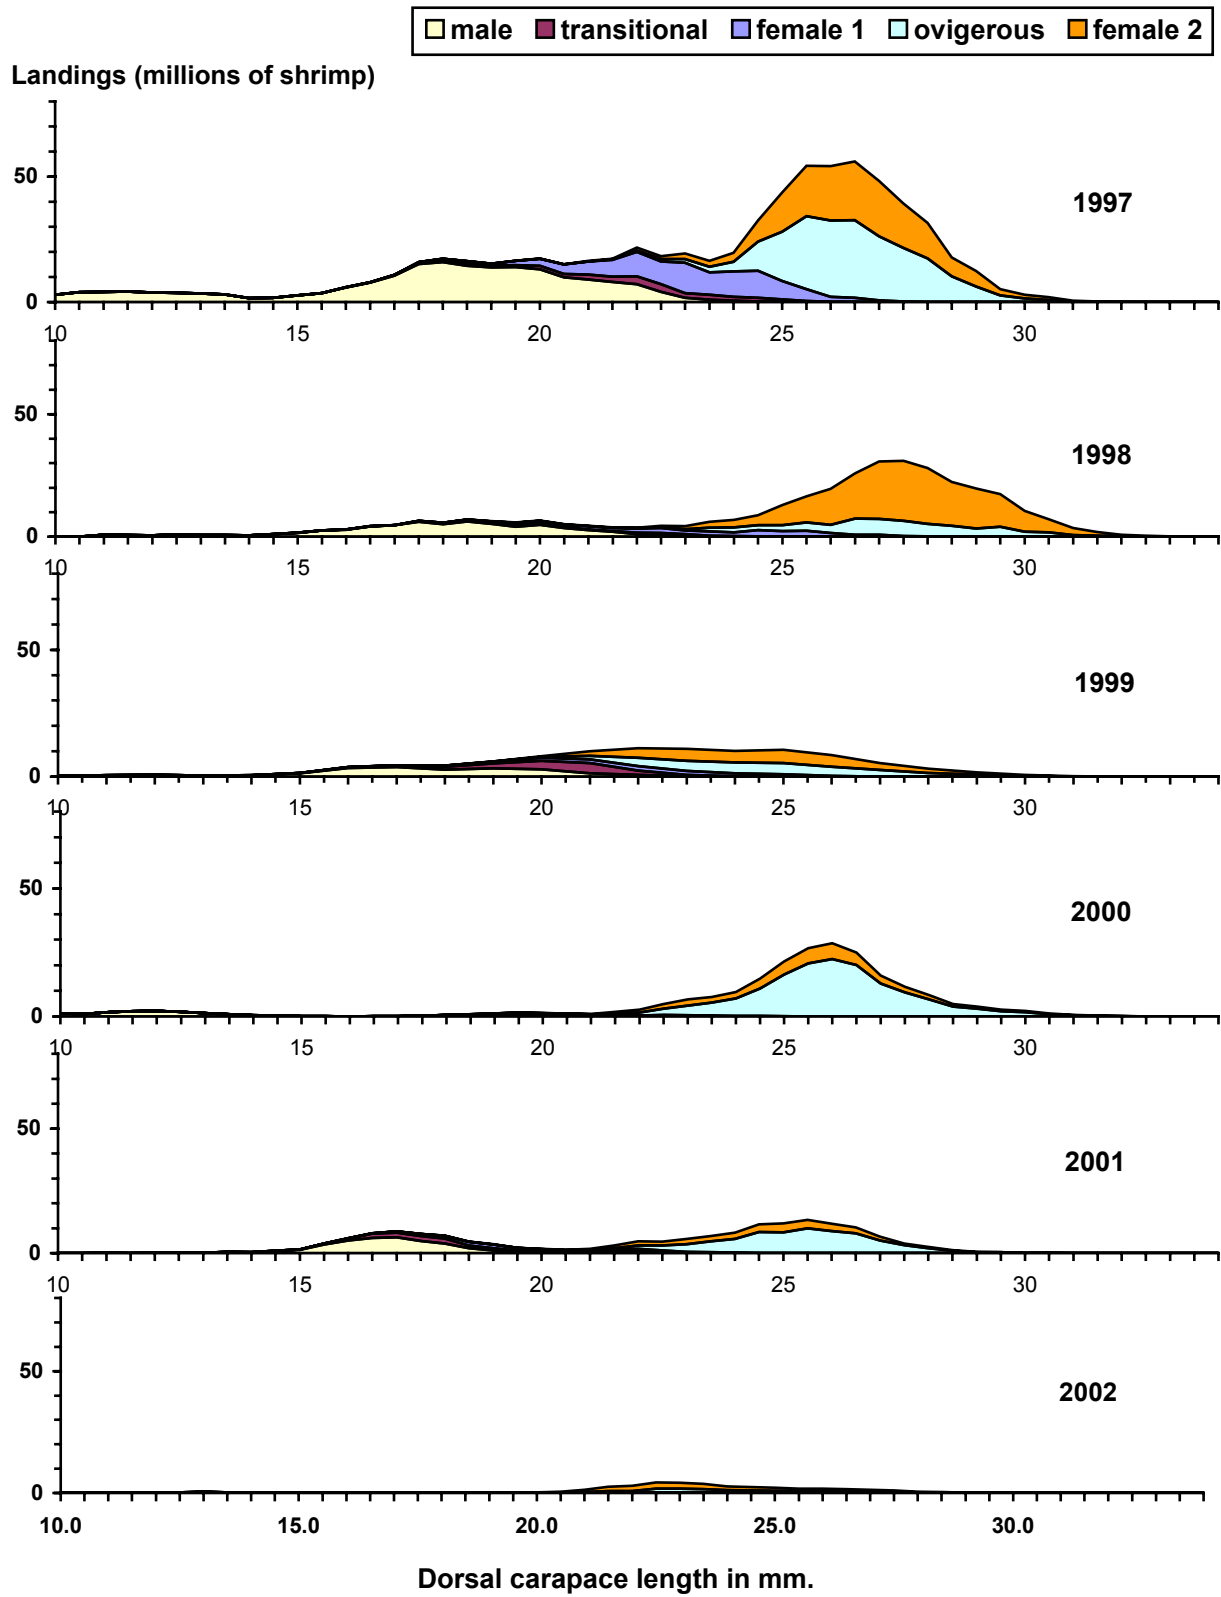 male transitional female 1 ovigerous female 2
Landings (millions of shrimp)
50
1997
0
10 15 20 25 30
50
1998
0
10 15 20 25 30
50
1999
0
10 15 20 25 30
50
2000
0
10 15 20 25 30
50
2001
0
10 15 20 25 30
50
2002
0
10.0 15.0 20.0 25.0 30.0
Dorsal carapace length in mm.